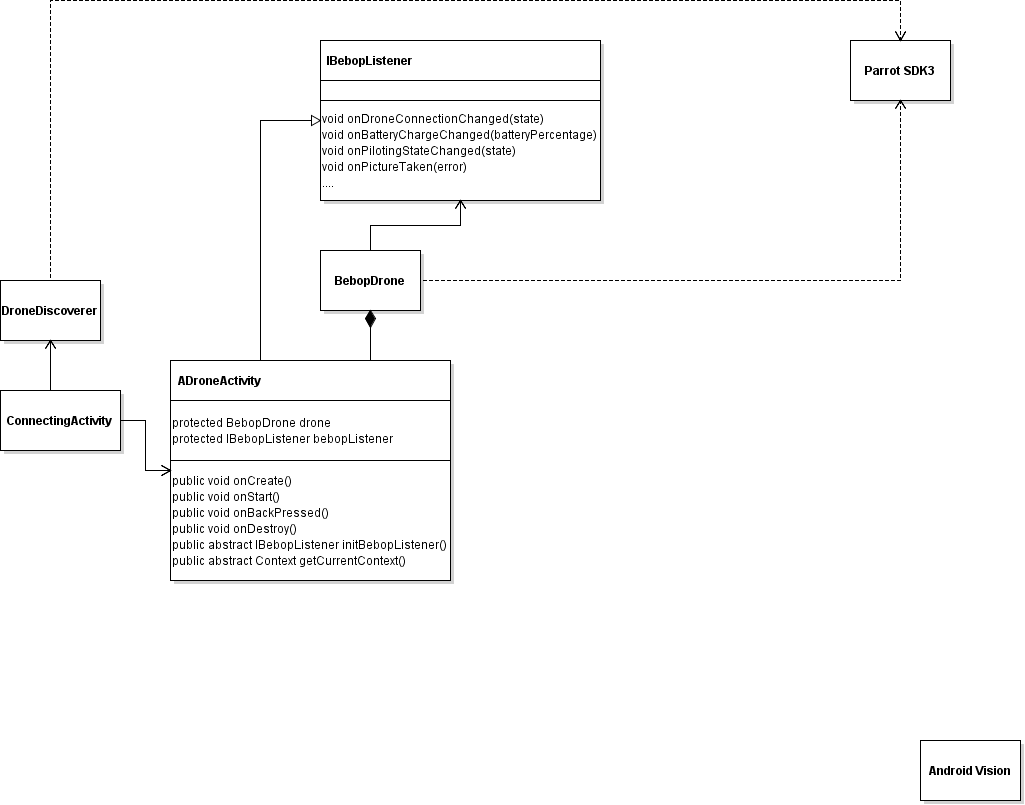 IBebopListener
void onDroneConnectionChanged(state)
void onBatteryChargeChanged(batteryPercentage)
void onPilotingStateChanged(state)
void onPictureTaken(error)
....
Parrot SDK3
BebopDrone
DroneDiscoverer
ConnectingActivity
ADroneActivity
protected BebopDrone drone
protected IBebopListener bebopListener
public void onCreate()
public void onStart()
public void onBackPressed()
public void onDestroy()
public abstract IBebopListener initBebopListener()
public abstract Context getCurrentContext()
Android Vision